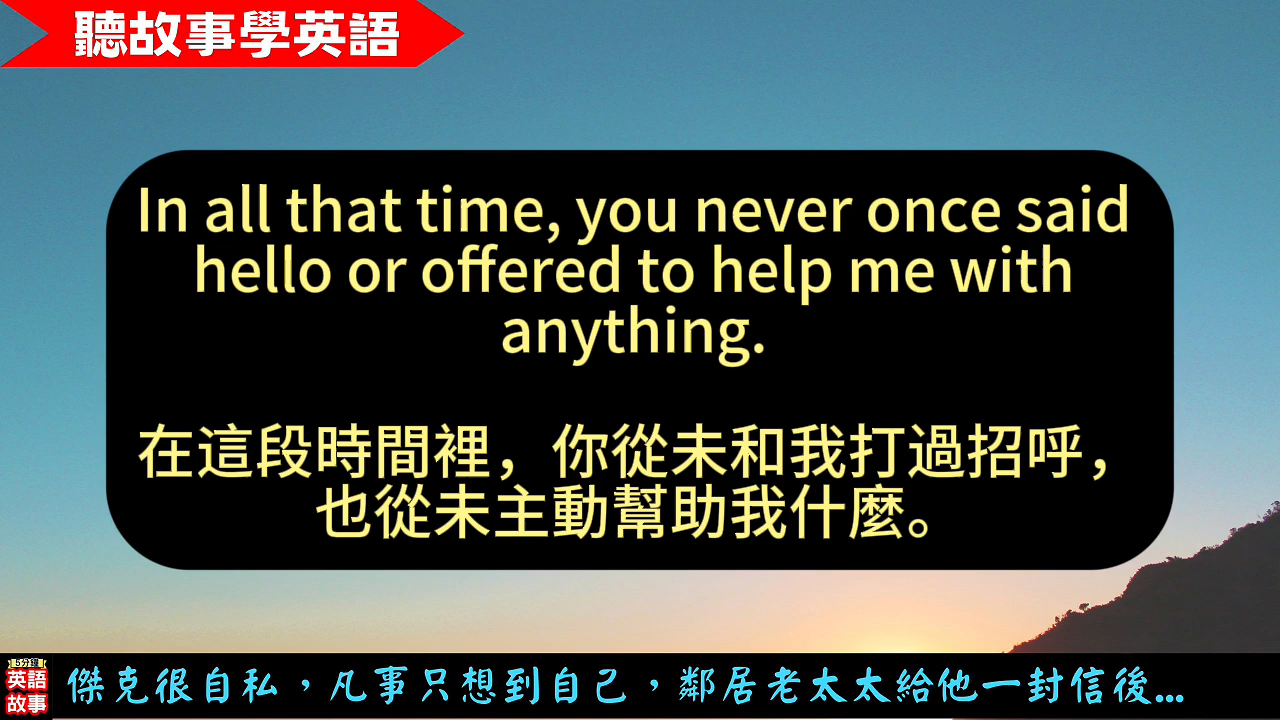 聽故事學英語
In all that time, you never once said
hello or offered to help me with
anything.
在這段時間裡，你從未和我打過招呼，
也從未主動幫助我什麼。
5分鐘
英語
故事
傑克很自私，凡事只想到自己，鄰居老太太給他一封信後...